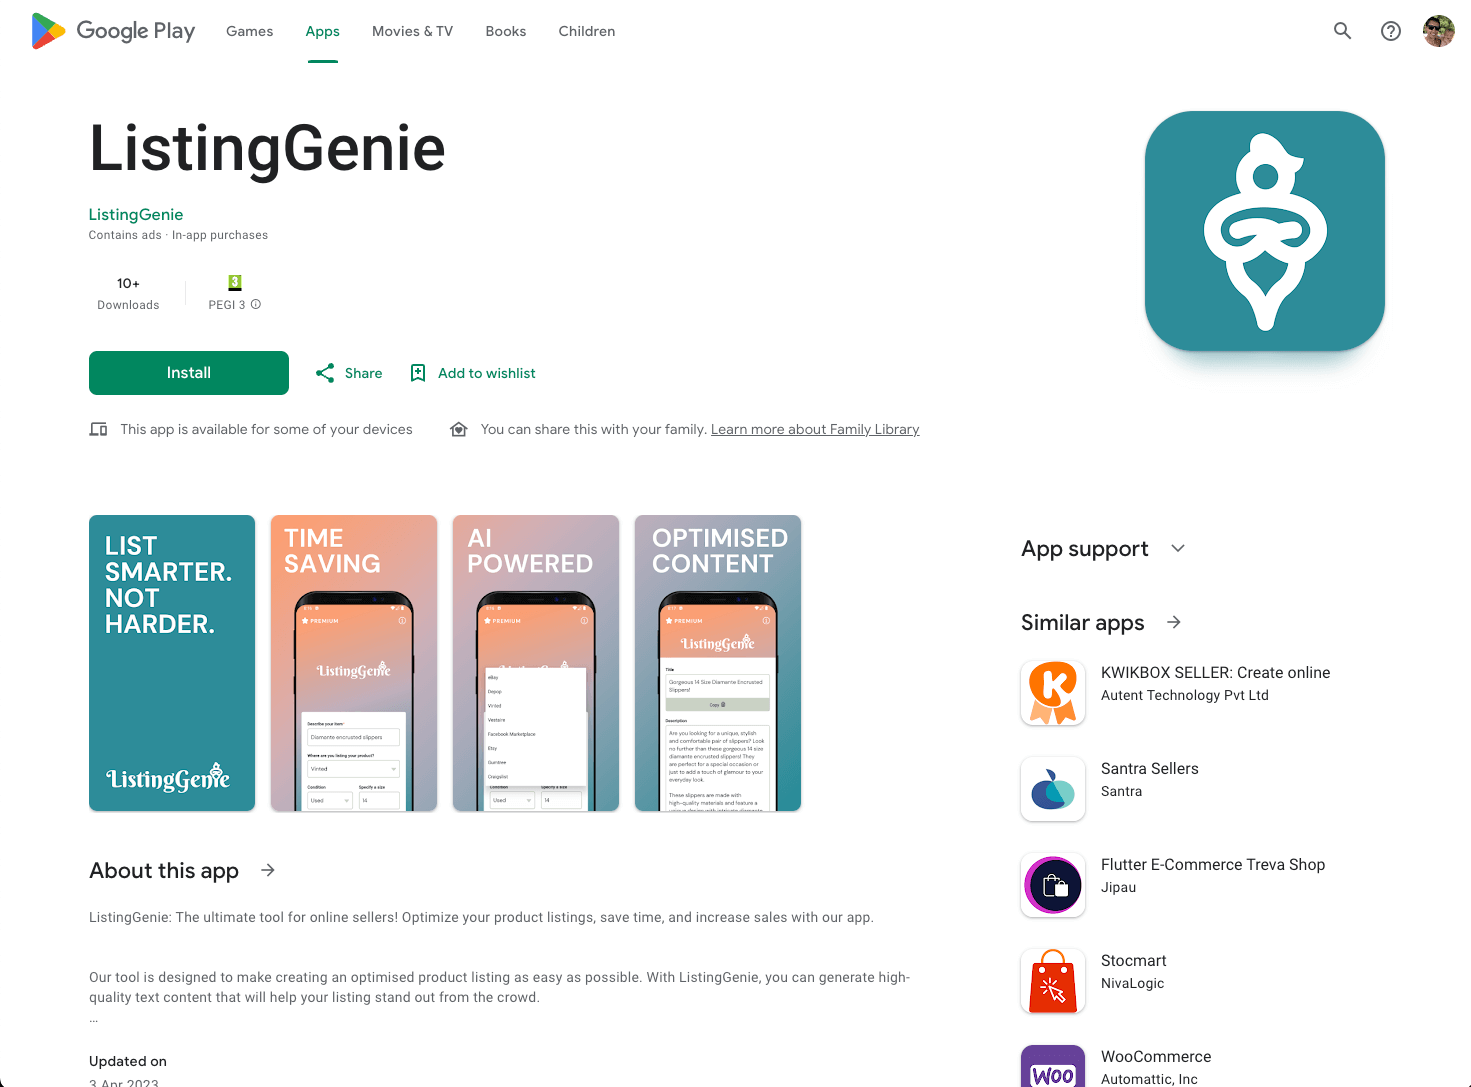 Google Play
Games
Apps
Movies & TV
Books
Children
ListingGenie
ListingGenie
Contains ads · In-app purchases
10+
Downloads
3
PEGI 3
Install
Share
Add to wishlist
This app is available for some of your devices
You can share this with your family. Learn more about Family Library
LIST
SMARTER.
NOT
HARDER.
ListingGenie
TIME
SAVING
PREMIUM
ListingGenie
Describe your item*
Diamante encrusted slippers
Where are you listing your product?
Vinted
Condition
Specify a size
Used
14
AI
POWERED
PREMIUM
eBay
Depop
Vinted
Vestaire
Facebook Marketplace
Etsy
Gumtree
Craigslist
Condition
Specify a size
Used
14
OPTIMISED
CONTENT
PREMIUM
ListingGenie
Title
Gorgeous 14 Size Diamante Encrusted
Slippers!
Copy
Description
Are you looking for a unique, stylish
and comfortable pair of slippers? Look
no further than these gorgeous 14 size
diamante encrusted slippers! They
are perfect for a special occasion or
just to add a touch of glamour to your
everyday look.
These slippers are made with
high-quality materials and feature a
App support
Similar apps
K
KWIKBOX SELLER: Create online
Autent Technology Pvt Ltd
Santra Sellers
Santra
Flutter E-Commerce Treva Shop
Jipau
Stocmart
NivaLogic
WOO
WooCommerce
Automattic, Inc
About this app
ListingGenie: The ultimate tool for online sellers! Optimize your product listings, save time, and increase sales with our app.
Our tool is designed to make creating an optimised product listing as easy as possible. With ListingGenie, you can generate high-
quality text content that will help your listing stand out from the crowd.
…
Updated on
3 Apr 2023